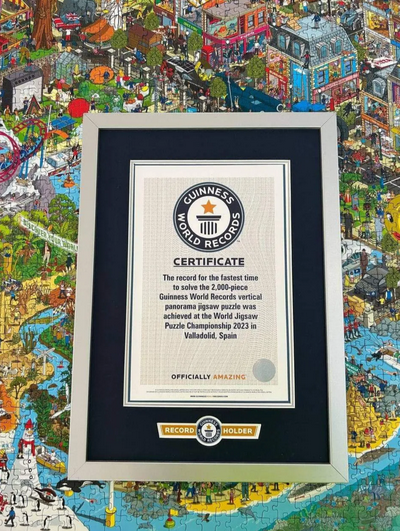 GUINNESS
WORLD RECORDS
CERTIFICATE
The record for the fastest time
to solve the 2,000-piece
Guinness World Records vertical
panorama jigsaw puzzle was
achieved at the World Jigsaw
Puzzle Championship 2023 in
Valladolid, Spain
OFFICIALLY AMAZING
RECORD HOLDER